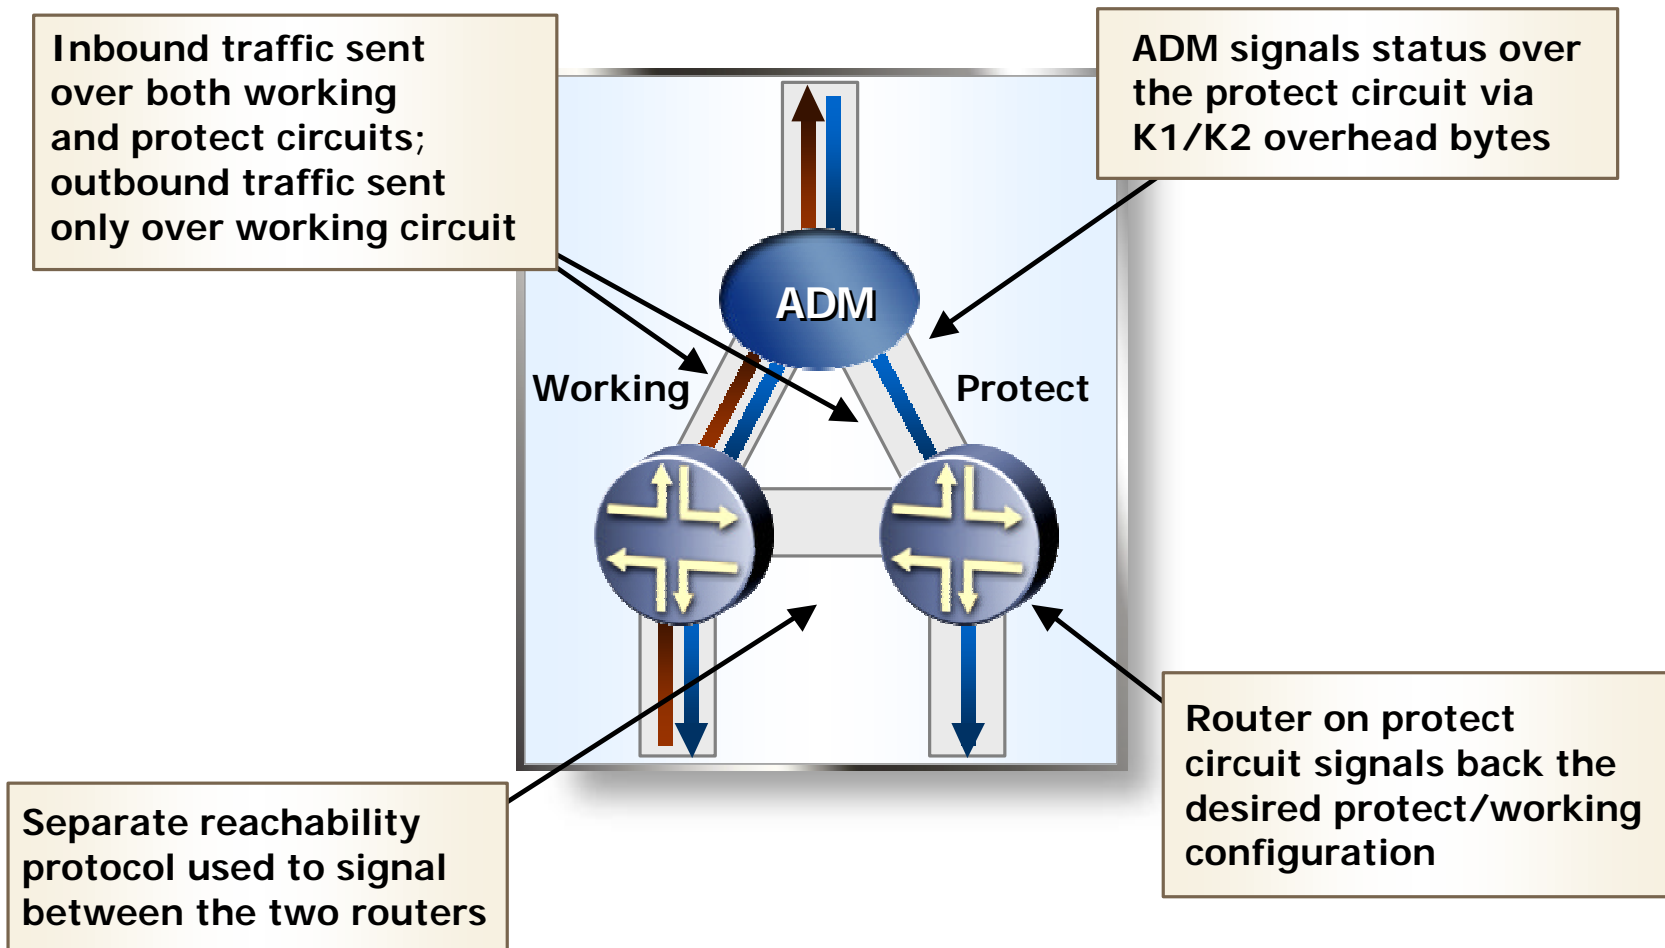 Inbound traffic sent
over both working
and protect circuits;
outbound traffic sent
only over working circuit
ADM signals status over
the protect circuit via
K1/K2 overhead bytes
ADM
Working
Protect
Separate reachability
protocol used to signal
between the two routers
Router on protect
circuit signals back the
desired protect/working
configuration